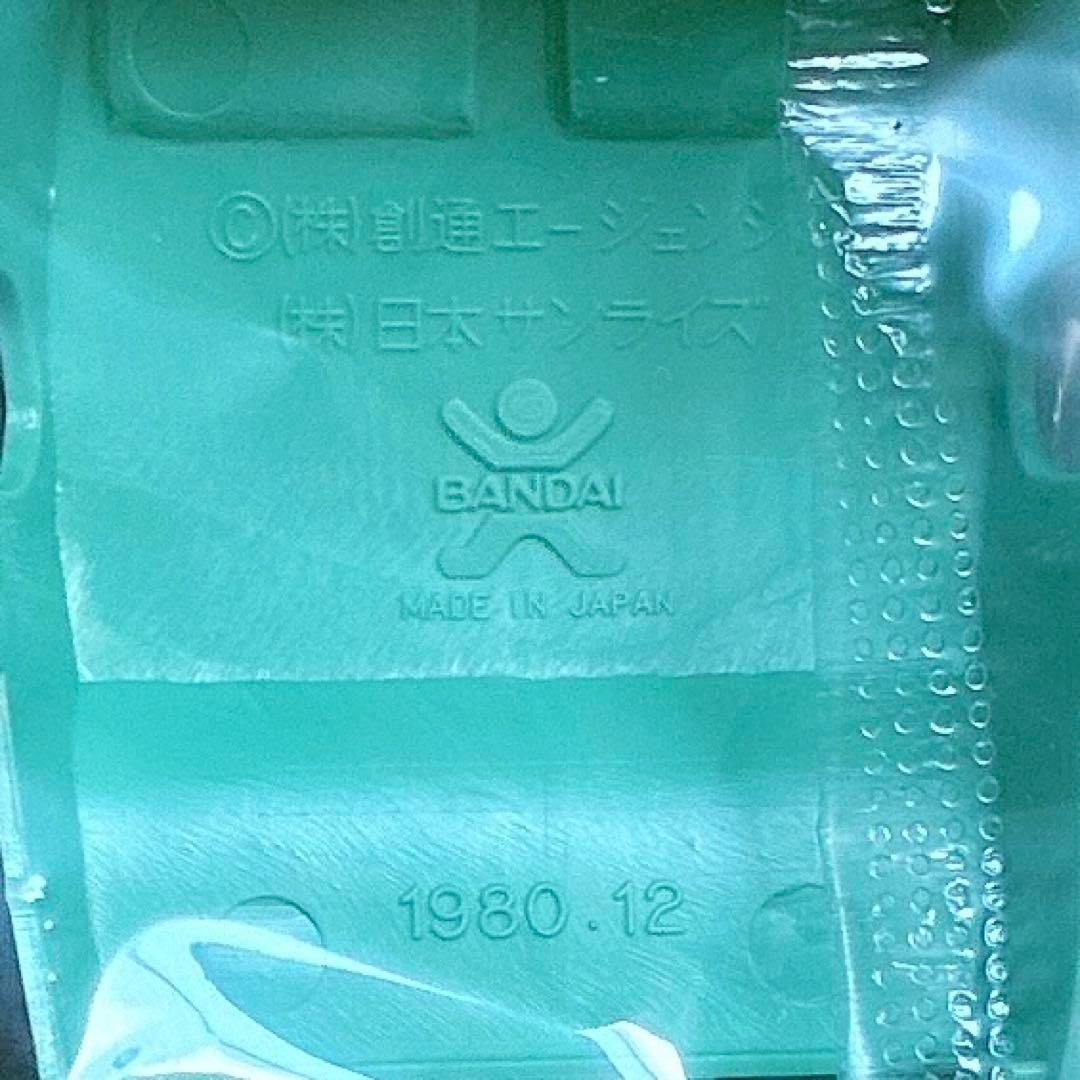 ©(株)創通エージェンシ
(株)日本サンライズ
BANDAI
MADE IN JAPAN
1980.12